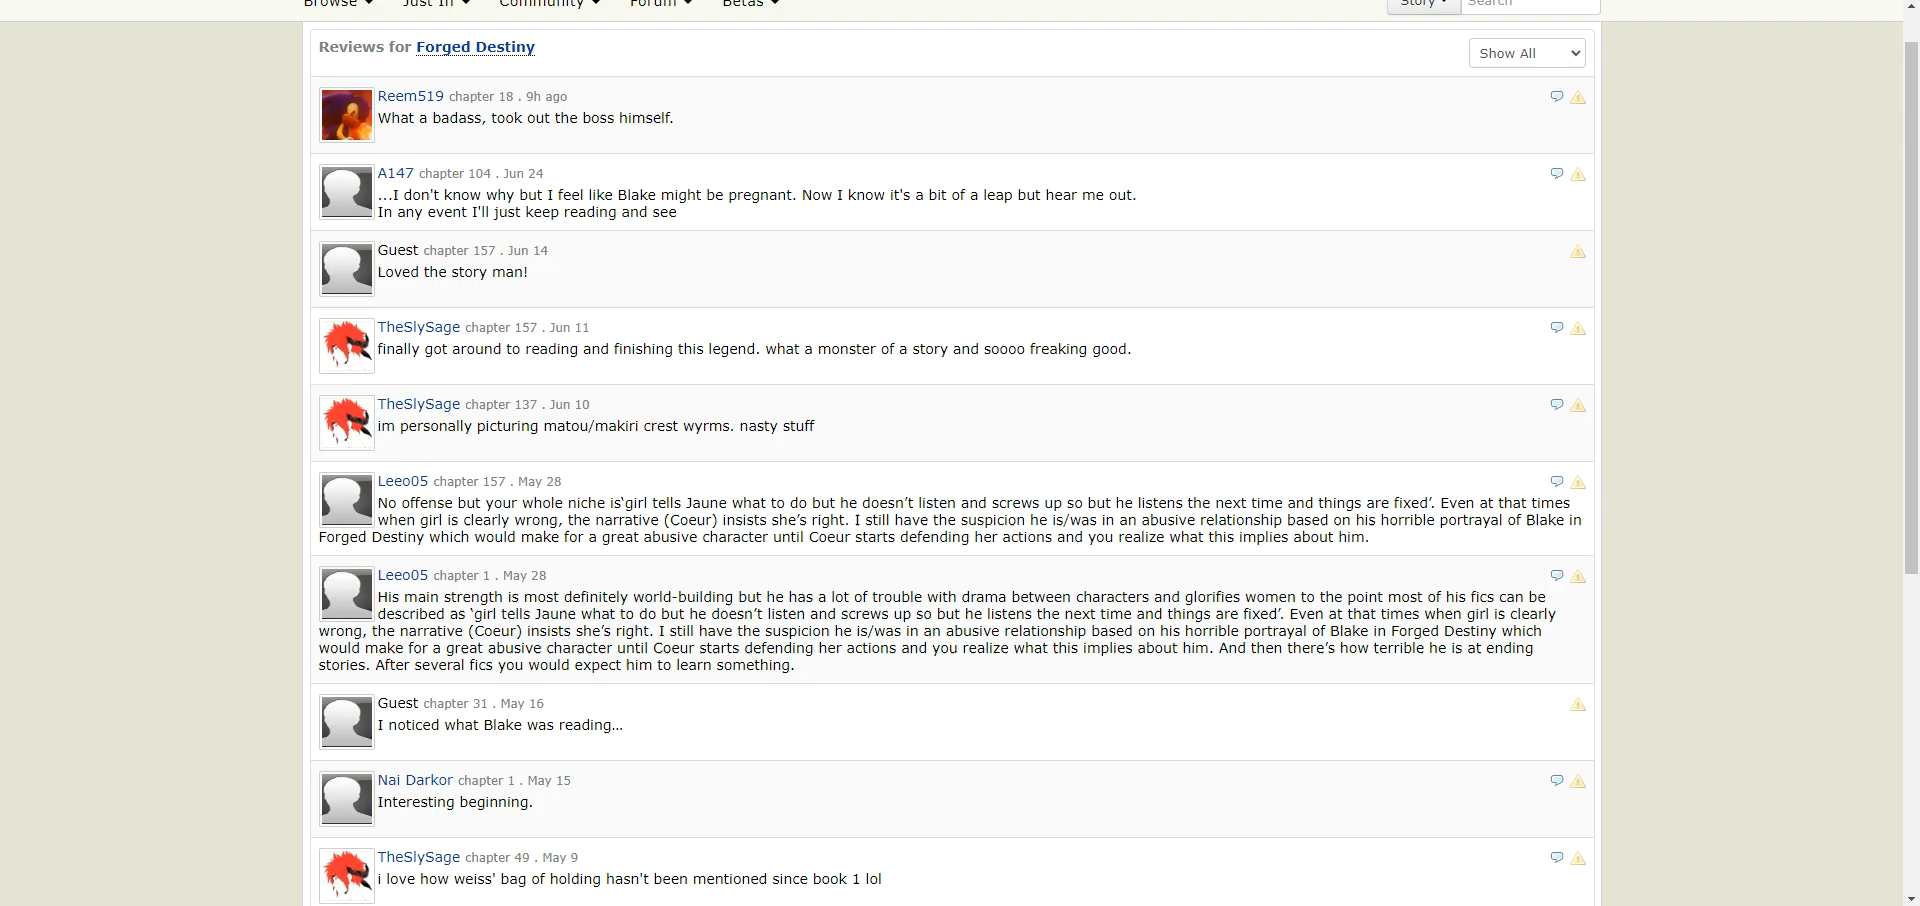 Browse Just In Community Forum Betas Story Search
Reviews for Forged Destiny
Show All
Reem519 chapter 18 . 9h ago
What a badass, took out the boss himself.
A147 chapter 104 . Jun 24
...I don't know why but I feel like Blake might be pregnant. Now I know it's a bit of a leap but hear me out.
In any event I'll just keep reading and see
Guest chapter 157 . Jun 14
Loved the story man!
TheSlySage chapter 157 . Jun 11
finally got around to reading and finishing this legend. what a monster of a story and soooo freaking good.
TheSlySage chapter 137 . Jun 10
im personally picturing matou/makiri crest wyrms. nasty stuff
Leeo05 chapter 157 . May 28
No offense but your whole niche is‘girl tells Jaune what to do but he doesn’t listen and screws up so but he listens the next time and things are fixed’. Even at that times
when girl is clearly wrong, the narrative (Coeur) insists she’s right. I still have the suspicion he is/was in an abusive relationship based on his horrible portrayal of Blake in
Forged Destiny which would make for a great abusive character until Coeur starts defending her actions and you realize what this implies about him.
Leeo05 chapter 1 . May 28
His main strength is most definitely world-building but he has a lot of trouble with drama between characters and glorifies women to the point most of his fics can be
described as ‘girl tells Jaune what to do but he doesn’t listen and screws up so but he listens the next time and things are fixed’. Even at that times when girl is clearly
wrong, the narrative (Coeur) insists she’s right. I still have the suspicion he is/was in an abusive relationship based on his horrible portrayal of Blake in Forged Destiny which
would make for a great abusive character until Coeur starts defending her actions and you realize what this implies about him. And then there’s how terrible he is at ending
stories. After several fics you would expect him to learn something.
Guest chapter 31 . May 16
I noticed what Blake was reading...
Nai Darkor chapter 1 . May 15
Interesting beginning.
TheSlySage chapter 49 . May 9
i love how weiss' bag of holding hasn't been mentioned since book 1 lol